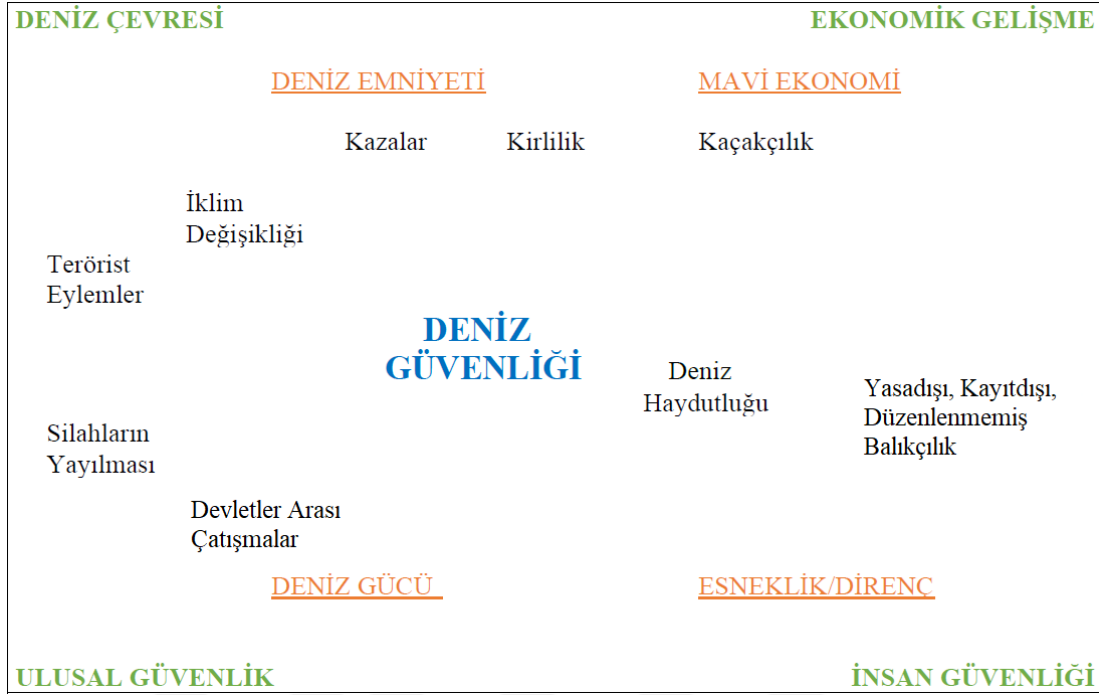 DENİZ ÇEVRESİ
EKONOMİK GELİŞME
DENİZ EMNİYETİ
MAVİ EKONOMİ
Kazalar
Kirlilik
Kaçakçılık
İklim
Değişikliği
Terörist
Eylemler
DENİZ
GÜVENLİĞİ
Deniz
Haydutluğu
Yasadışı, Kayıtdışı,
Düzenlenmemiş
Balıkçılık
Silahların
Yayılması
Devletler Arası
Çatışmalar
DENİZ GÜCÜ
ESNEKLİK/DİRENÇ
ULUSAL GÜVENLİK
İNSAN GÜVENLİĞİ